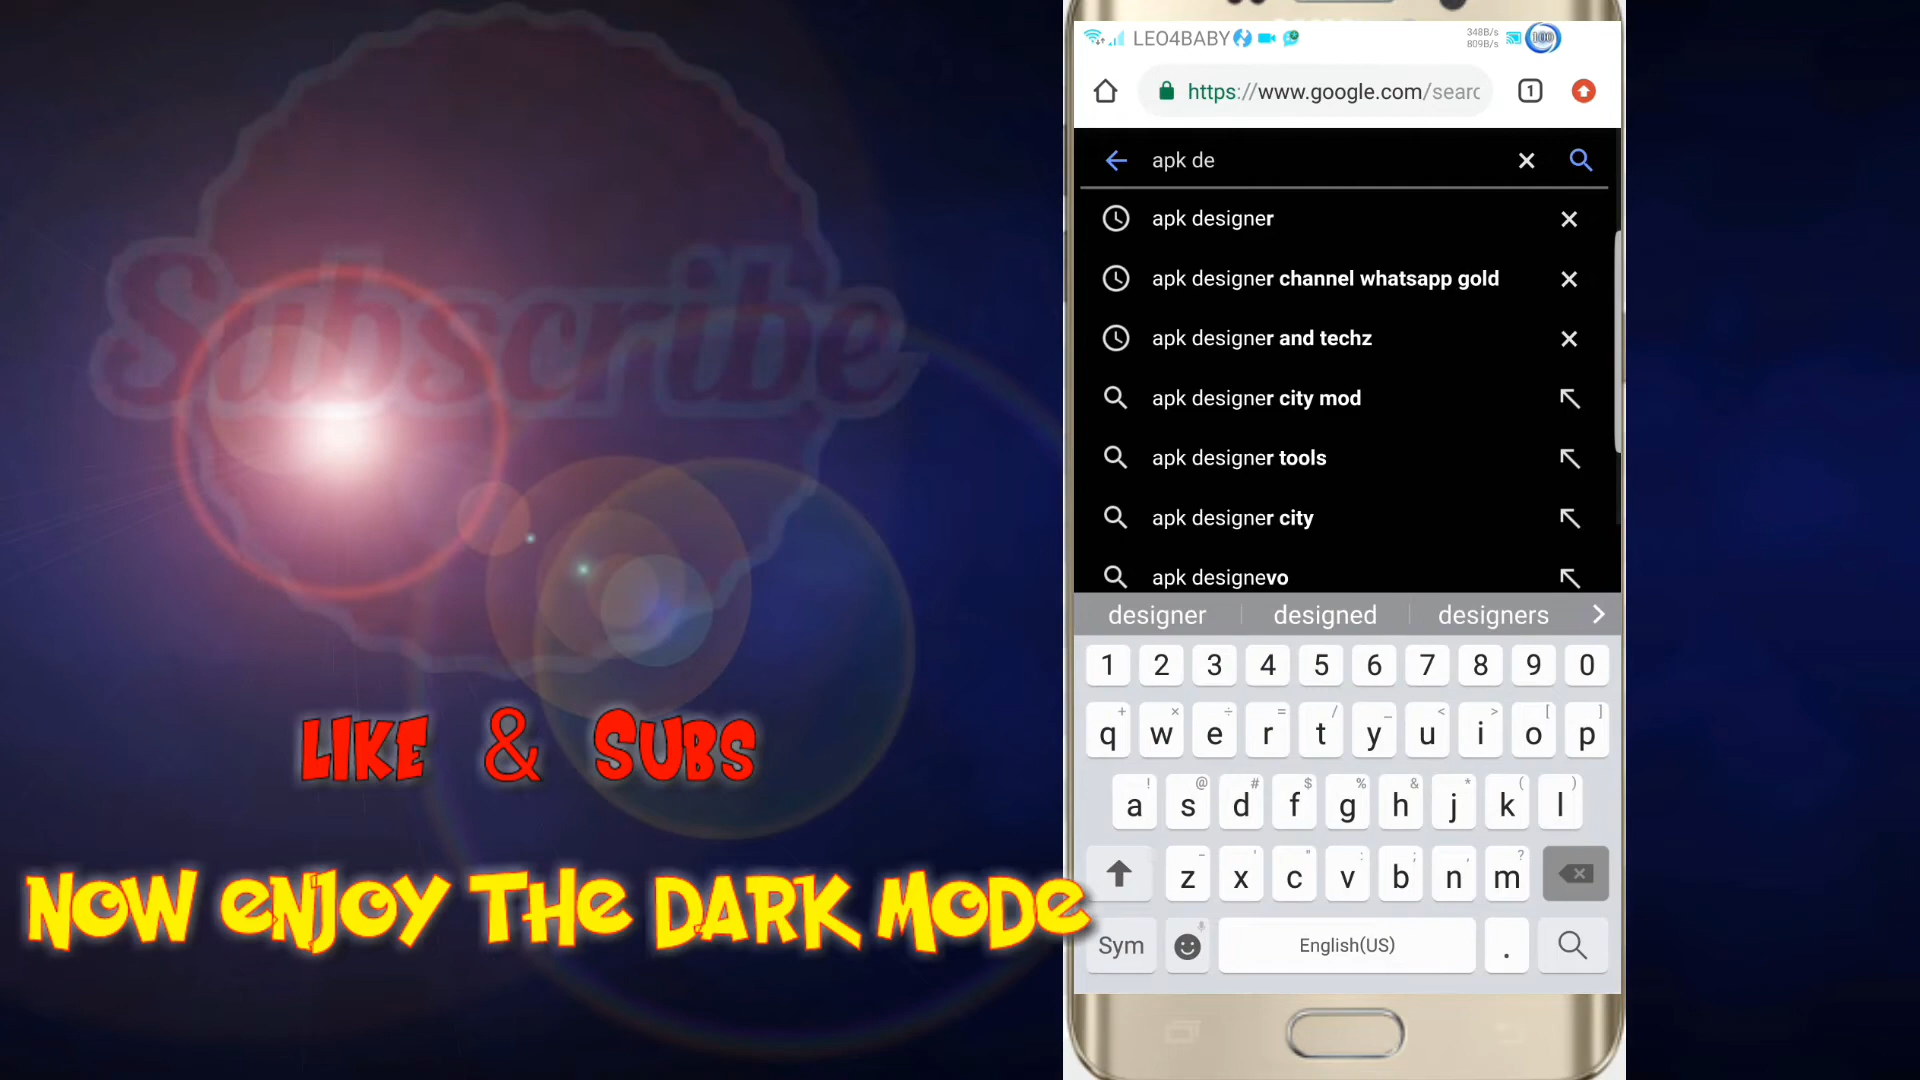 Subscribe
LIKE & SUBS
NOW ENJOY THE DARK MODE
LEO4BABY
348B/s
809B/s
100
https://www.google.com/searc
1
apk de
apk designer
apk designer channel whatsapp gold
apk designer and techz
apk designer city mod
apk designer tools
apk designer city
apk designevo
designer designed designers
1 2 3 4 5 6 7 8 9 0
+ × ÷ = / _ < > [ ]
q w e r t y u i o p
! @ # $ % & * ( )
a s d f g h j k l
- ' " : ; , ?
z x c v b n m
Sym English(US) .